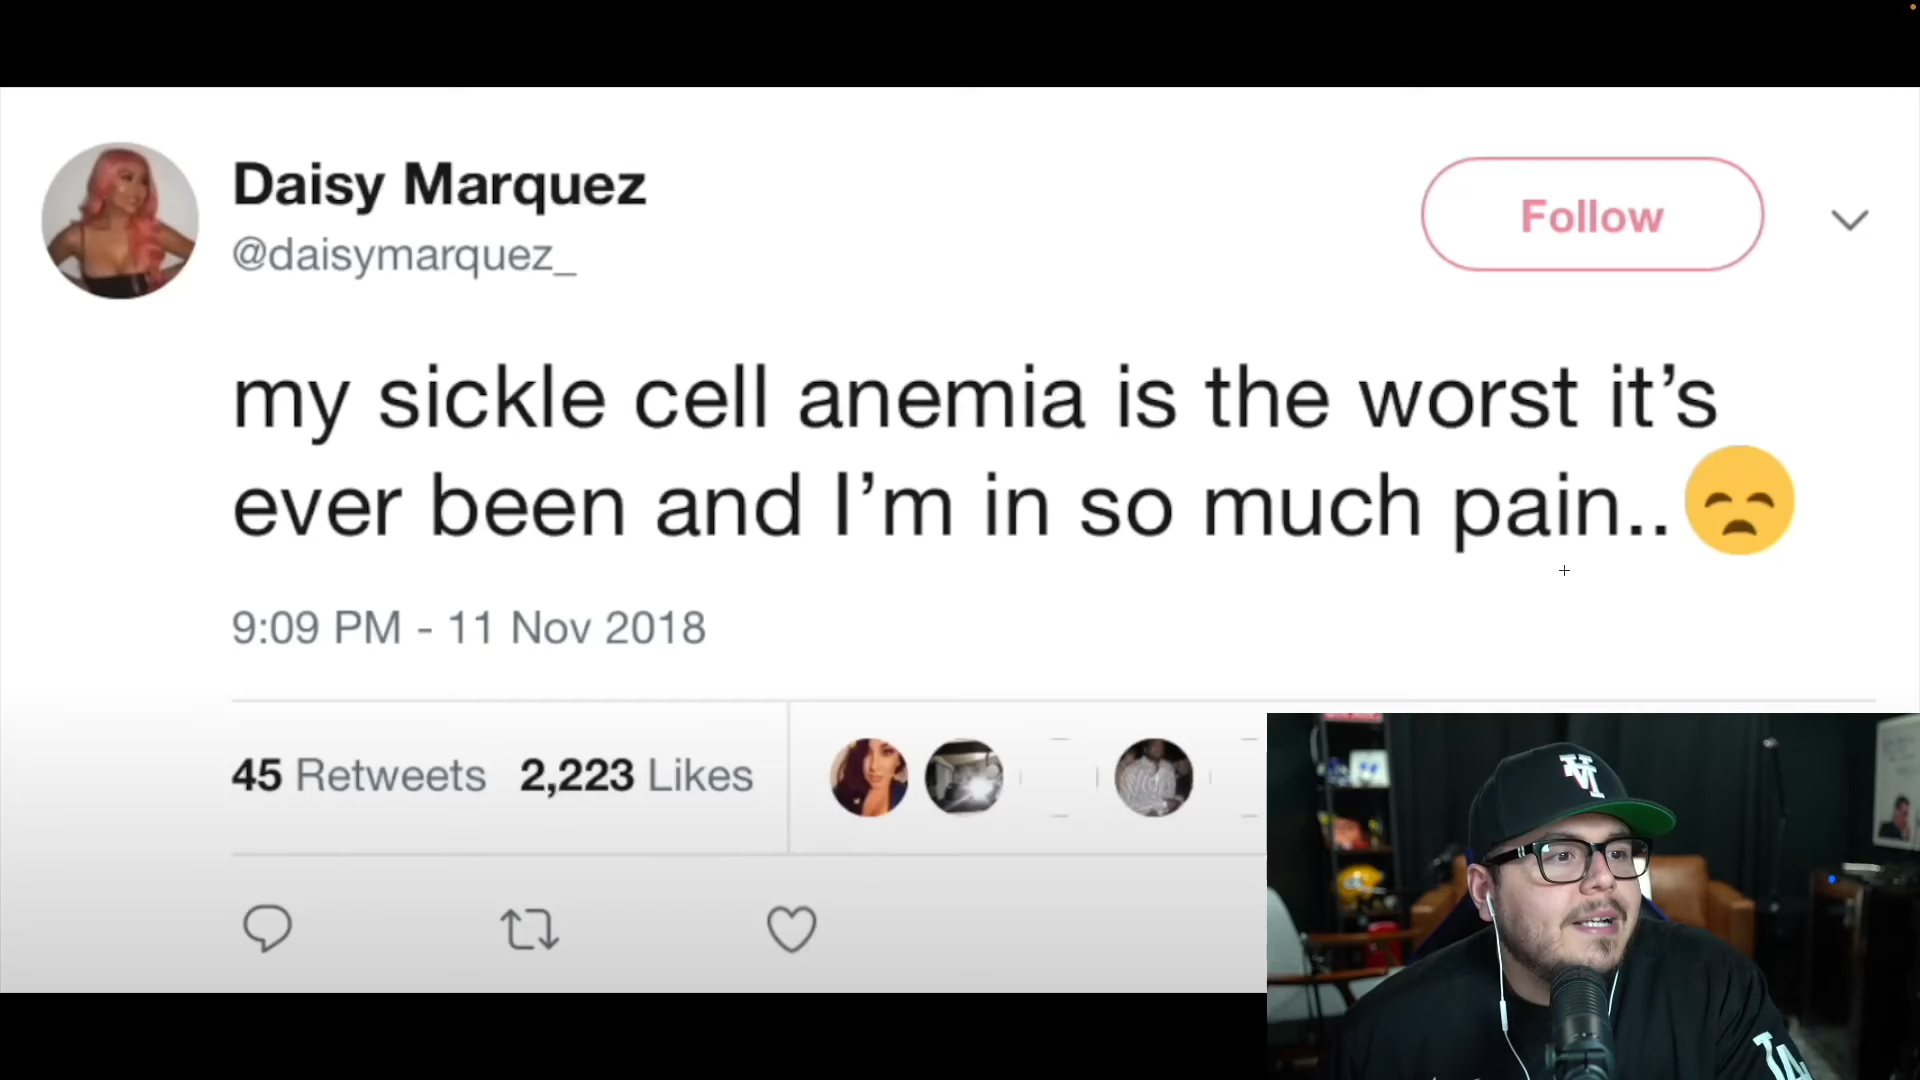 Daisy Marquez
@daisymarquez_
Follow
my sickle cell anemia is the worst it’s
ever been and I’m in so much pain..😞
9:09 PM - 11 Nov 2018
45 Retweets 2,223 Likes
LA